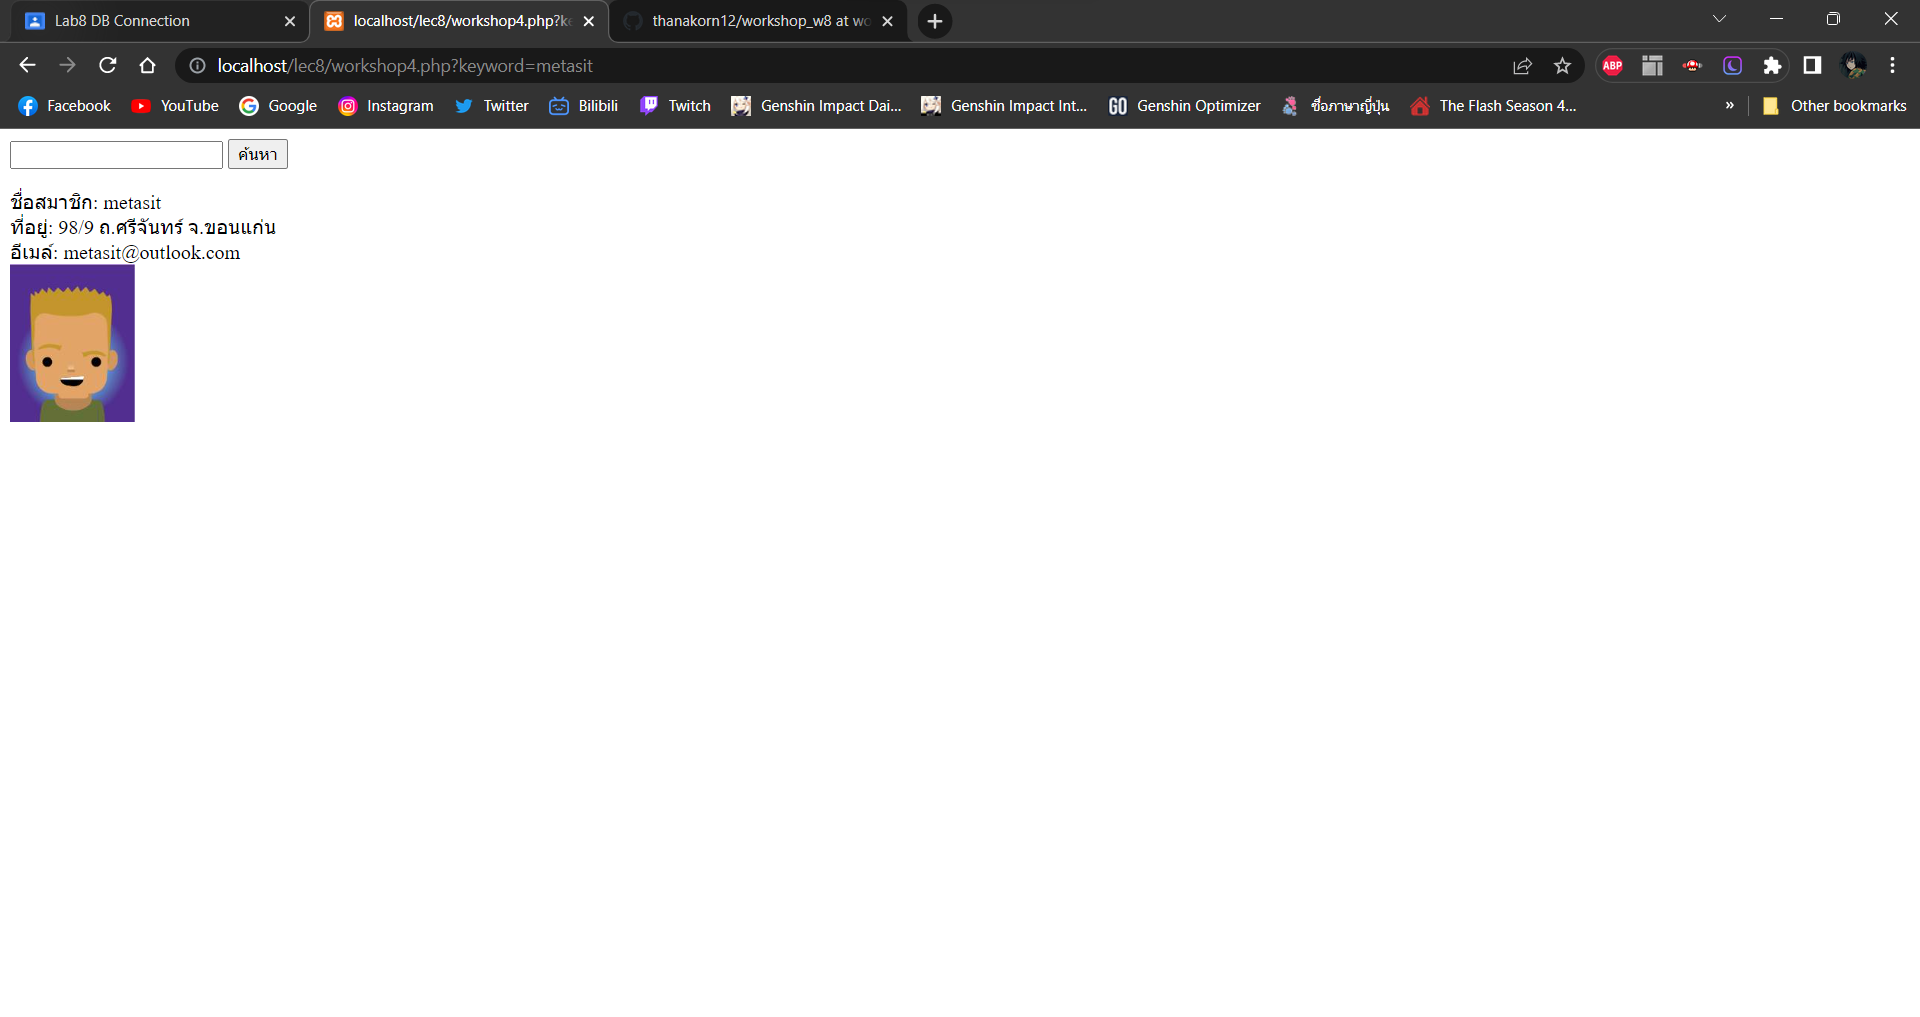 Lab8 DB Connection
localhost/lec8/workshop4.php?ke
thanakorn12/workshop_w8 at wo
localhost/lec8/workshop4.php?keyword=metasit
ABP
Facebook
YouTube
Google
Instagram
Twitter
Bilibili
Twitch
Genshin Impact Dai...
Genshin Impact Int...
GO
Genshin Optimizer
ชื่อภาษาญี่ปุ่น
The Flash Season 4...
»
Other bookmarks
ค้นหา
ชื่อสมาชิก: metasit
ที่อยู่: 98/9 ถ.ศรีจันทร์ จ.ขอนแก่น
อีเมล์: metasit@outlook.com